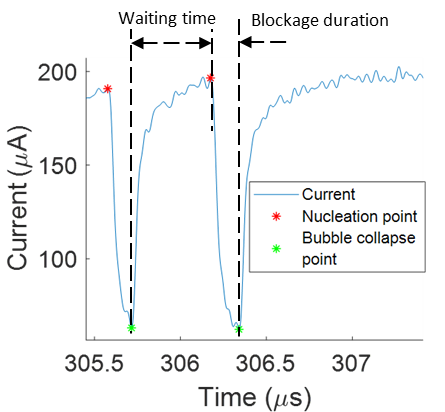 Waiting time
Blockage duration
Current (μA)
200
150
100
Current
Nucleation point
Bubble collapse
point
305.5
306
306.5
307
Time (μs)